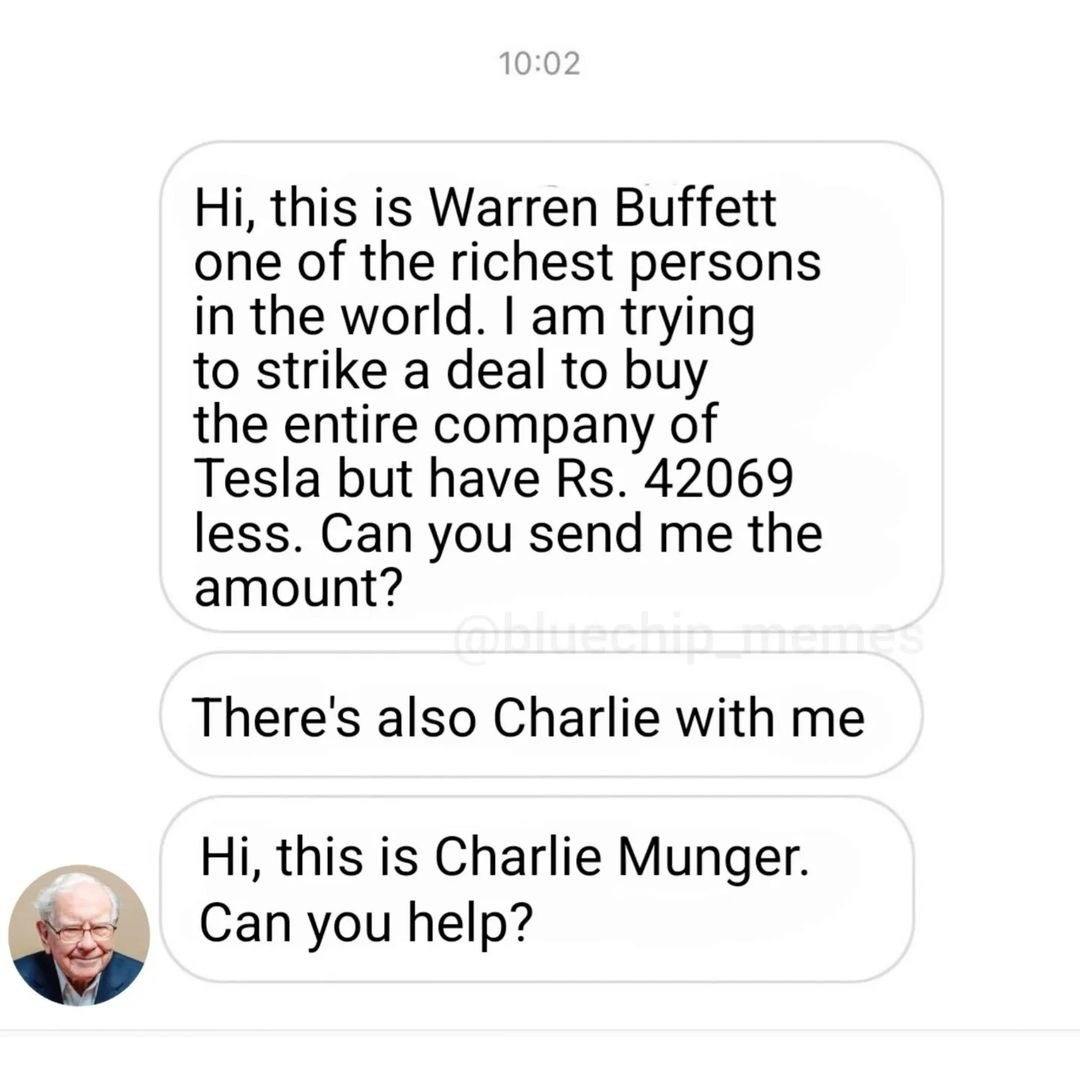 10:02
Hi, this is Warren Buffett
one of the richest persons
in the world. I am trying
to strike a deal to buy
the entire company of
Tesla but have Rs. 42069
less. Can you send me the
amount?
@bluechip_memes
There's also Charlie with me
Hi, this is Charlie Munger.
Can you help?